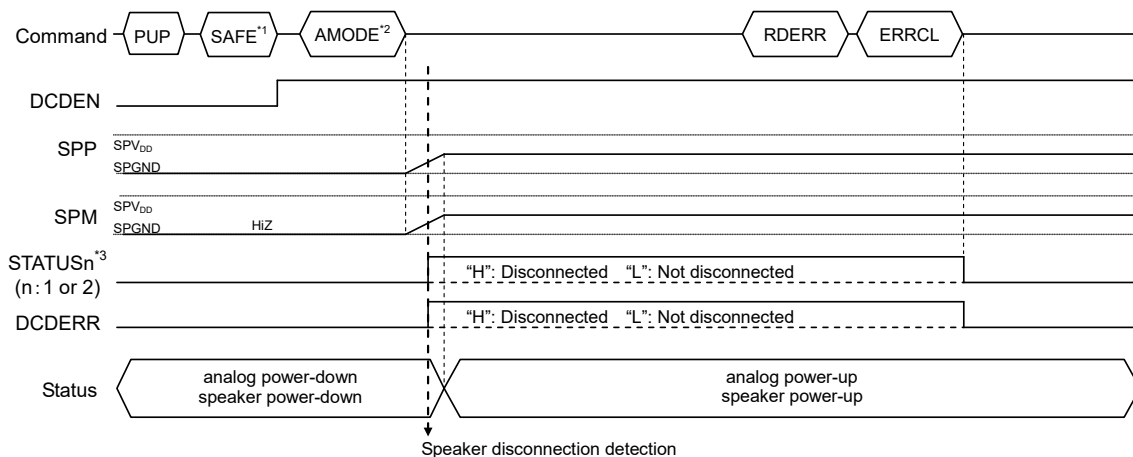 Command PUP SAFE*1 AMODE*2 RDERR ERRCL
DCDEN
SPP
SPVDD
SPGND
SPM
SPVDD
SPGND HiZ
STATUSn*3
(n:1 or 2)
“H”: Disconnected “L”: Not disconnected
DCDERR
“H”: Disconnected “L”: Not disconnected
Status
analog power-down
speaker power-down
analog power-up
speaker power-up
Speaker disconnection detection